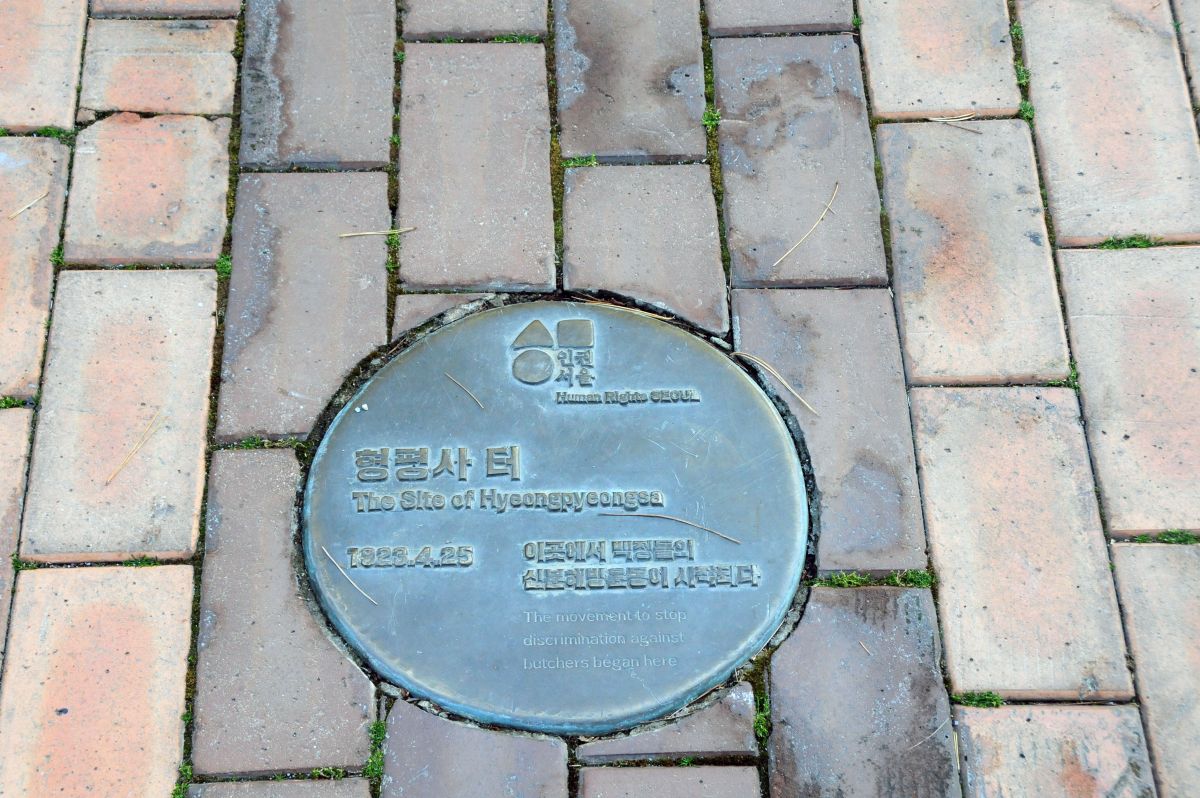 인권
서울
Human Rights SEOUL
형평사 터
The Site of Hyeongpyeongsa
1923.4.25
이곳에서 백정들의
신분해방운동이 시작되다
The movement to stop
discrimination against
butchers began here